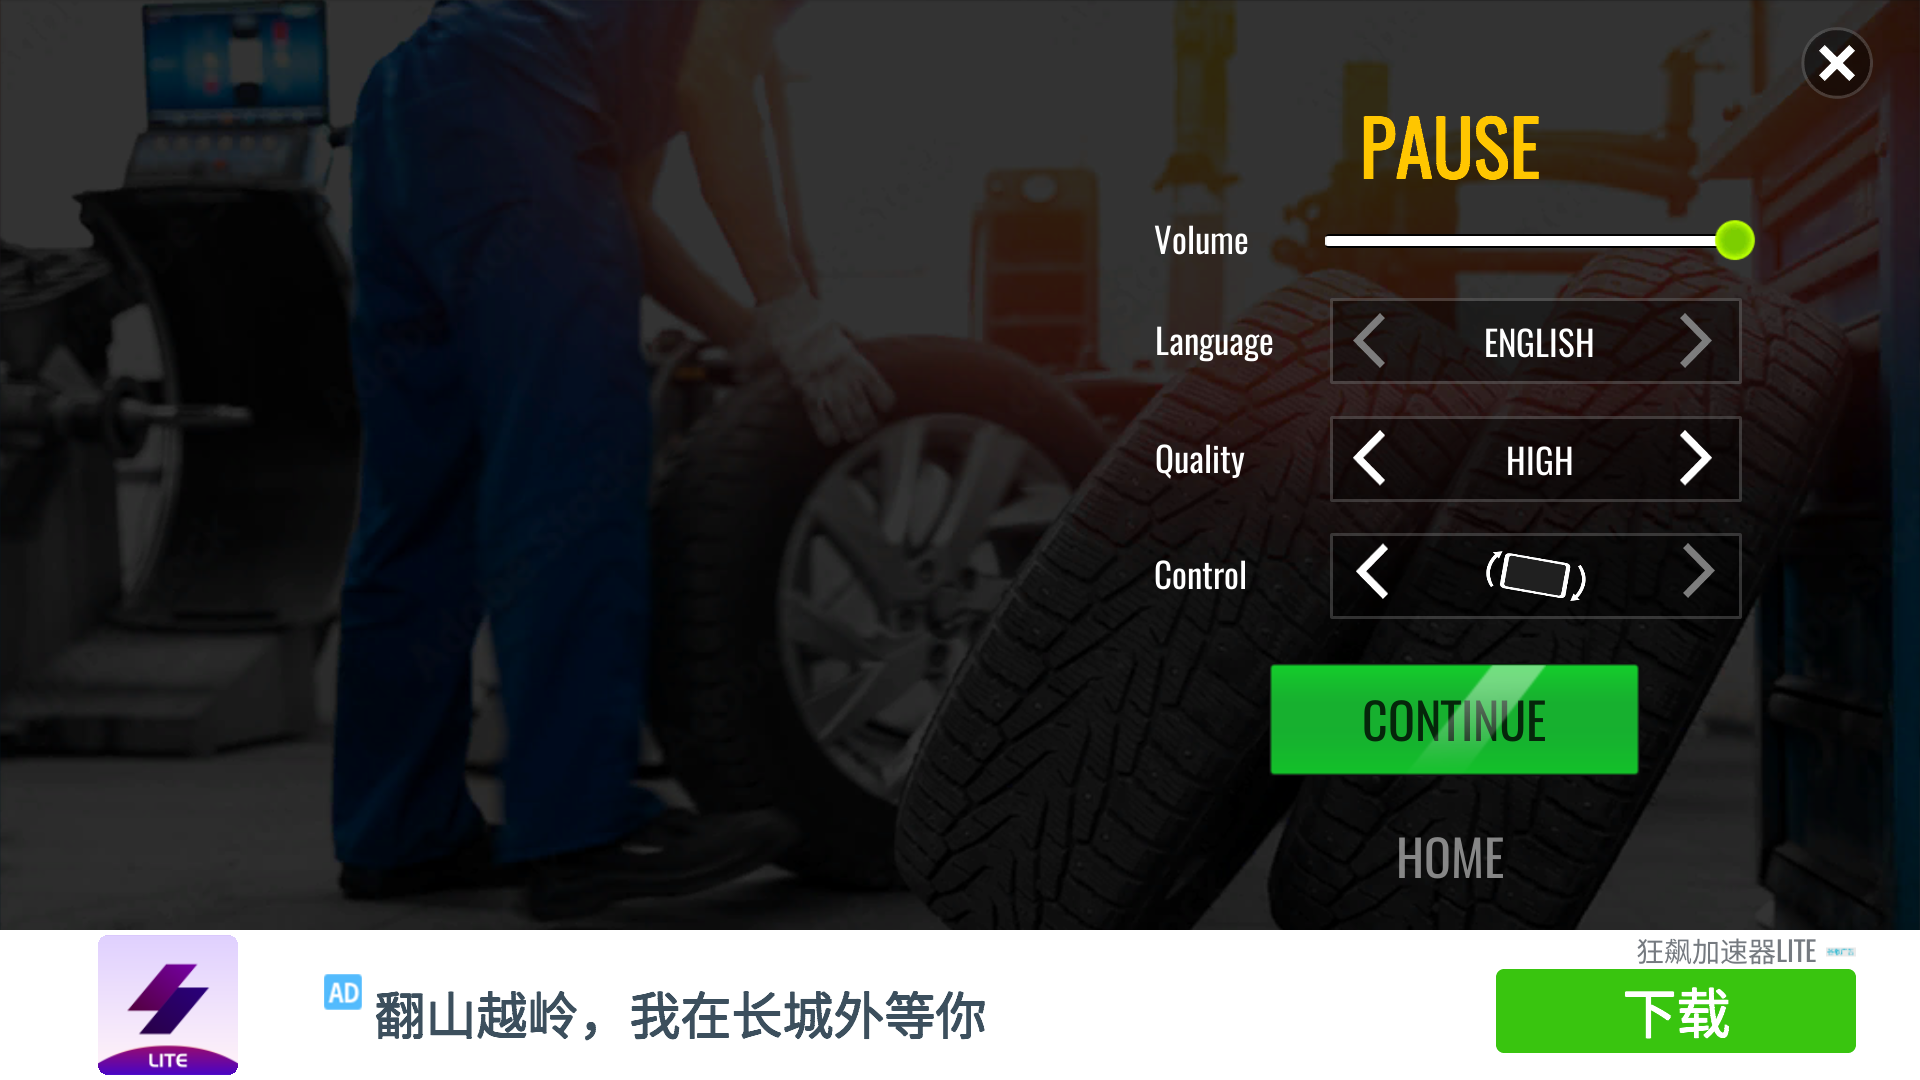 PAUSE
Volume
Language
ENGLISH
Quality
HIGH
Control
CONTINUE
HOME
狂飙加速器LITE
AD
翻山越岭，我在长城外等你
下载
LITE